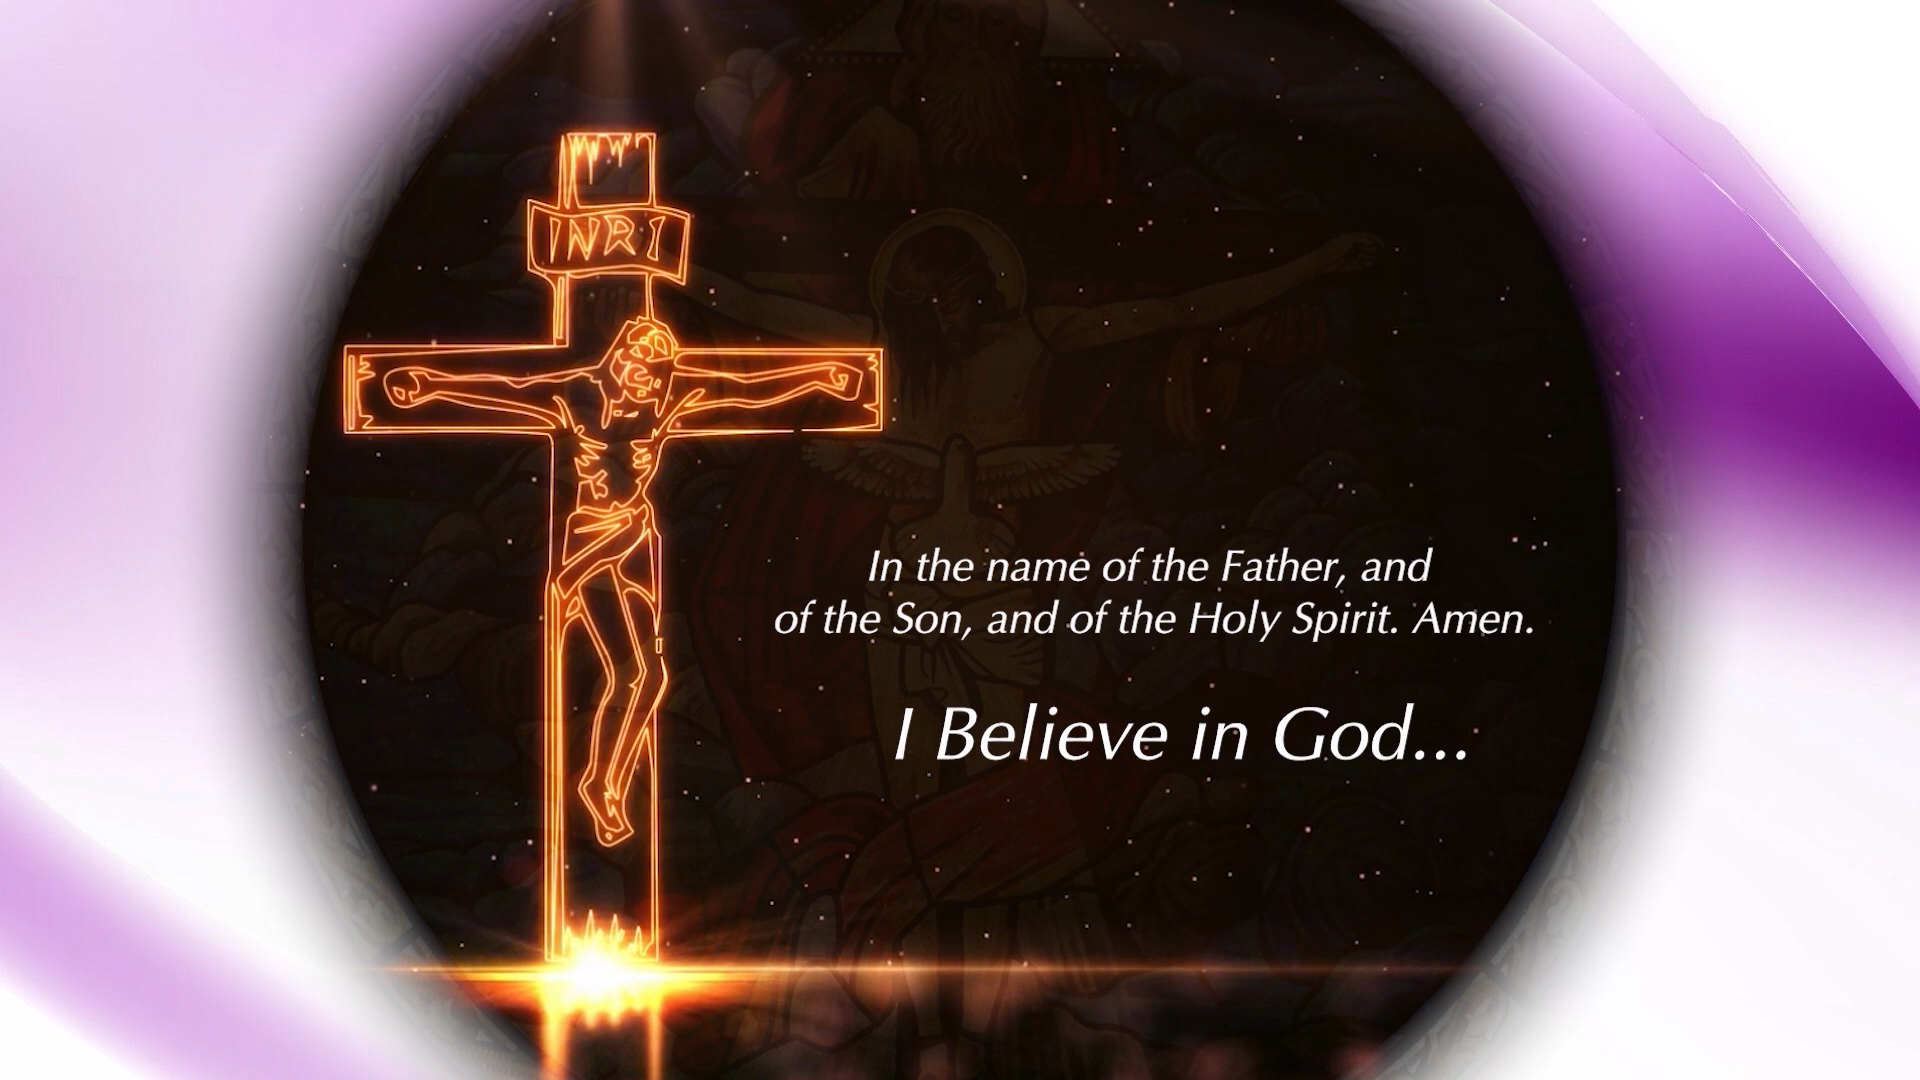 INRI
In the name of the Father, and
of the Son, and of the Holy Spirit. Amen.
I Believe in God...